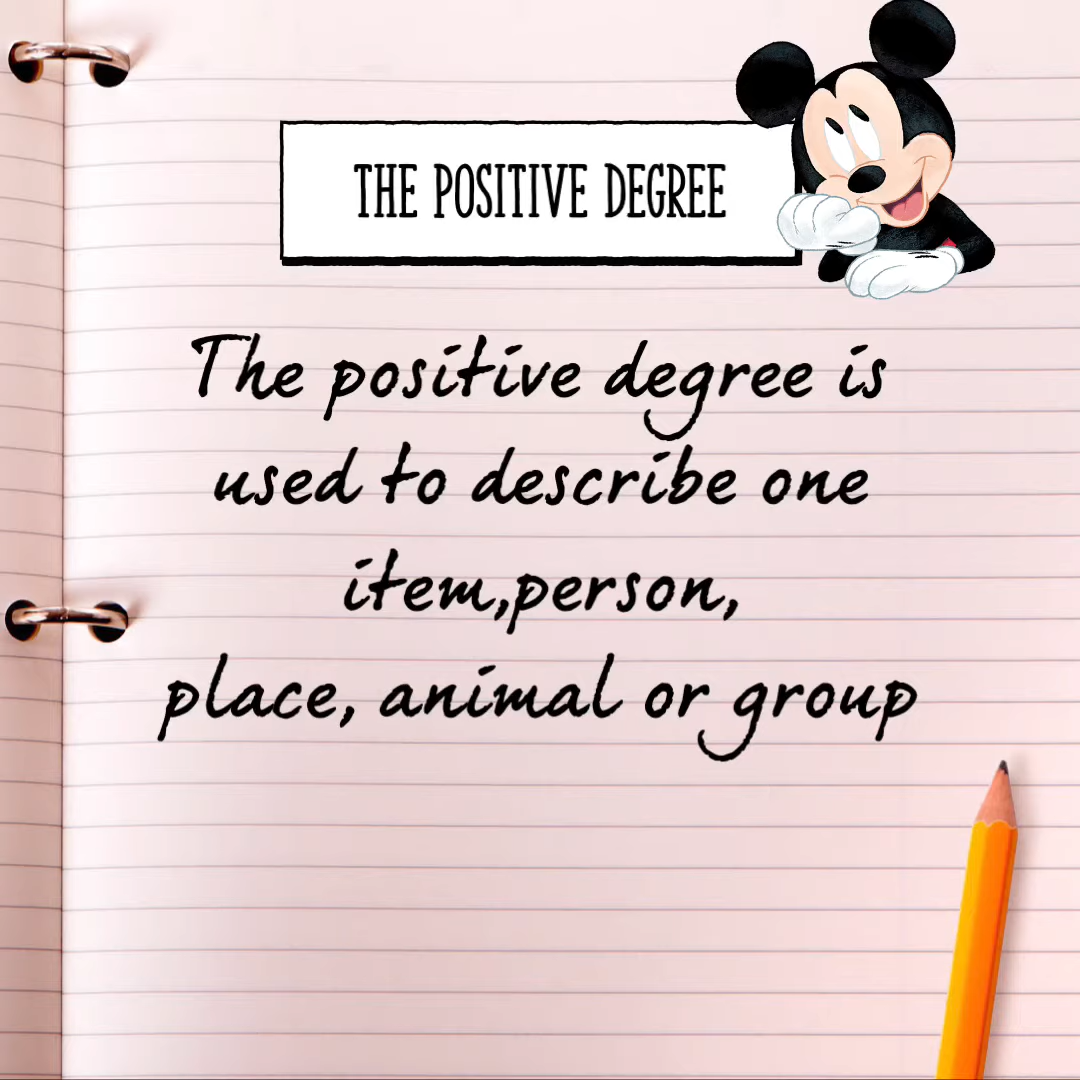 THE POSITIVE DEGREE
The positive degree is
used to describe one
item,person,
place, animal or group